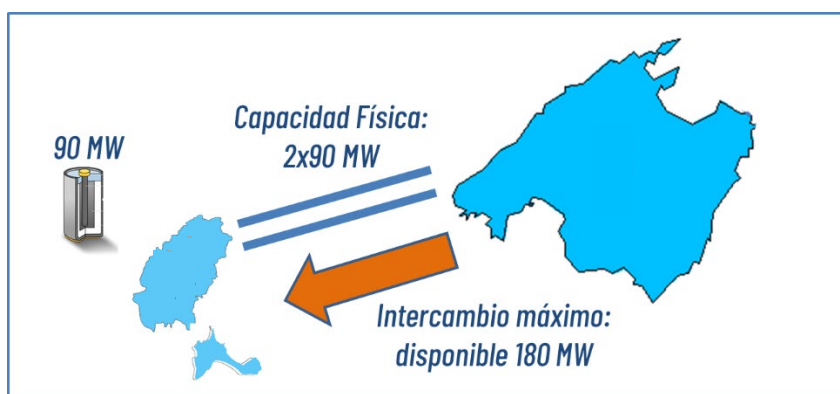 90 MW
Capacidad Física:
2x90 MW
Intercambio máximo:
disponible 180 MW